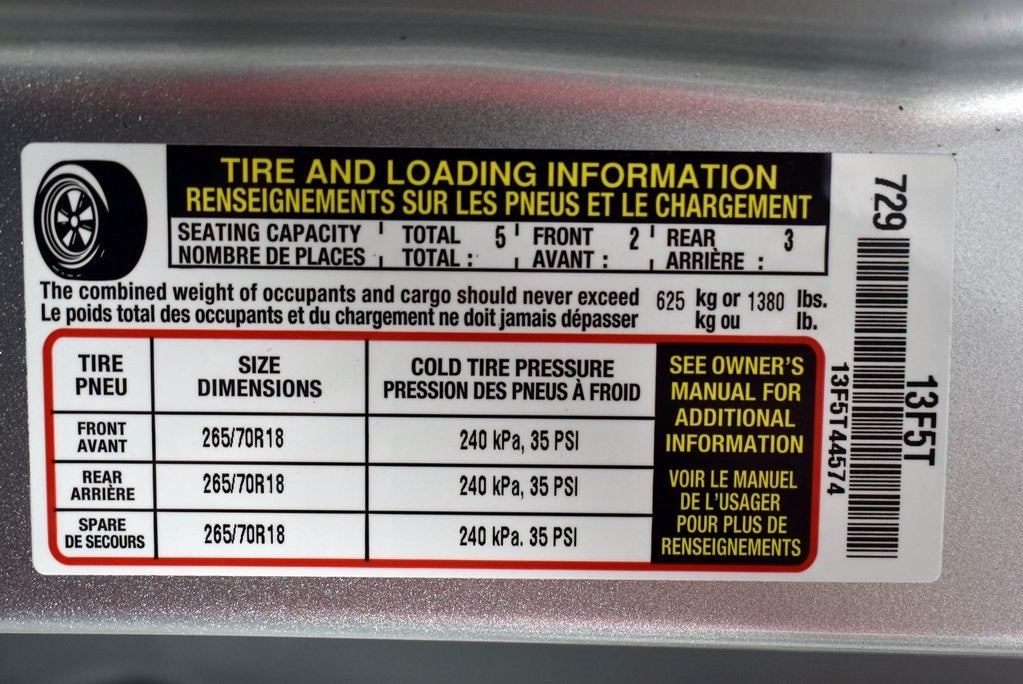 TIRE AND LOADING INFORMATION
RENSEIGNEMENTS SUR LES PNEUS ET LE CHARGEMENT
SEATING CAPACITY TOTAL 5 FRONT 2 REAR 3
NOMBRE DE PLACES TOTAL : AVANT : ARRIÈRE :
The combined weight of occupants and cargo should never exceed 625 kg or 1380 lbs.
Le poids total des occupants et du chargement ne doit jamais dépasser kg ou lb.
TIRE SIZE COLD TIRE PRESSURE
PNEU DIMENSIONS PRESSION DES PNEUS À FROID
FRONT
AVANT 265/70R18 240 kPa, 35 PSI
REAR
ARRIÈRE 265/70R18 240 kPa, 35 PSI
SPARE
DE SECOURS 265/70R18 240 kPa. 35 PSI
SEE OWNER'S
MANUAL FOR
ADDITIONAL
INFORMATION
VOIR LE MANUEL
DE L'USAGER
POUR PLUS DE
RENSEIGNEMENTS
729
13F5T
13F5T44574